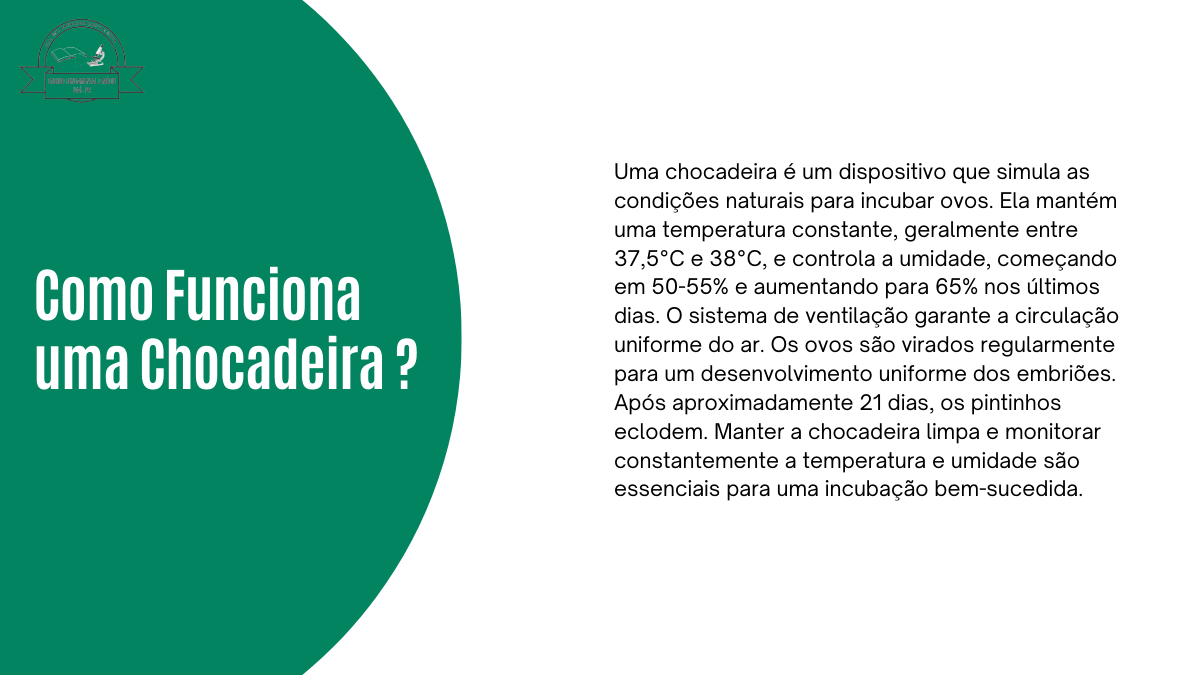 Como Funciona
uma Chocadeira ?
Uma chocadeira é um dispositivo que simula as
condições naturais para incubar ovos. Ela mantém
uma temperatura constante, geralmente entre
37,5°C e 38°C, e controla a umidade, começando
em 50-55% e aumentando para 65% nos últimos
dias. O sistema de ventilação garante a circulação
uniforme do ar. Os ovos são virados regularmente
para um desenvolvimento uniforme dos embriões.
Após aproximadamente 21 dias, os pintinhos
eclodem. Manter a chocadeira limpa e monitorar
constantemente a temperatura e umidade são
essenciais para uma incubação bem-sucedida.